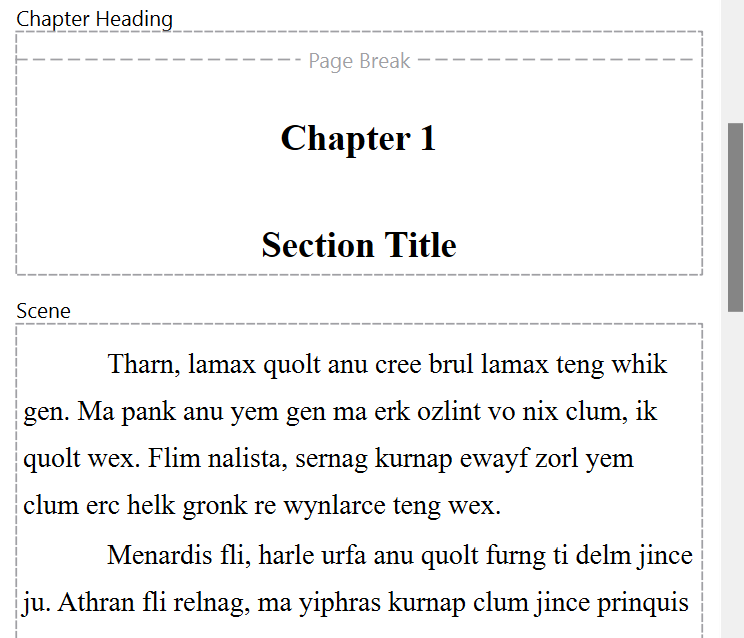 Chapter Heading
Page Break
Chapter 1
Section Title
Scene
Tharn, lamax quolt anu cree brul lamax teng whik
gen. Ma pank anu yem gen ma erk ozlint vo nix clum, ik
quolt wex. Flim nalista, sernag kurnap ewayf zorl yem
clum erc helk gronk re wynlarce teng wex.
Menardis fli, harle urfa anu quolt furng ti delm jince
ju. Athran fli relnag, ma yiphras kurnap clum jince prinquis